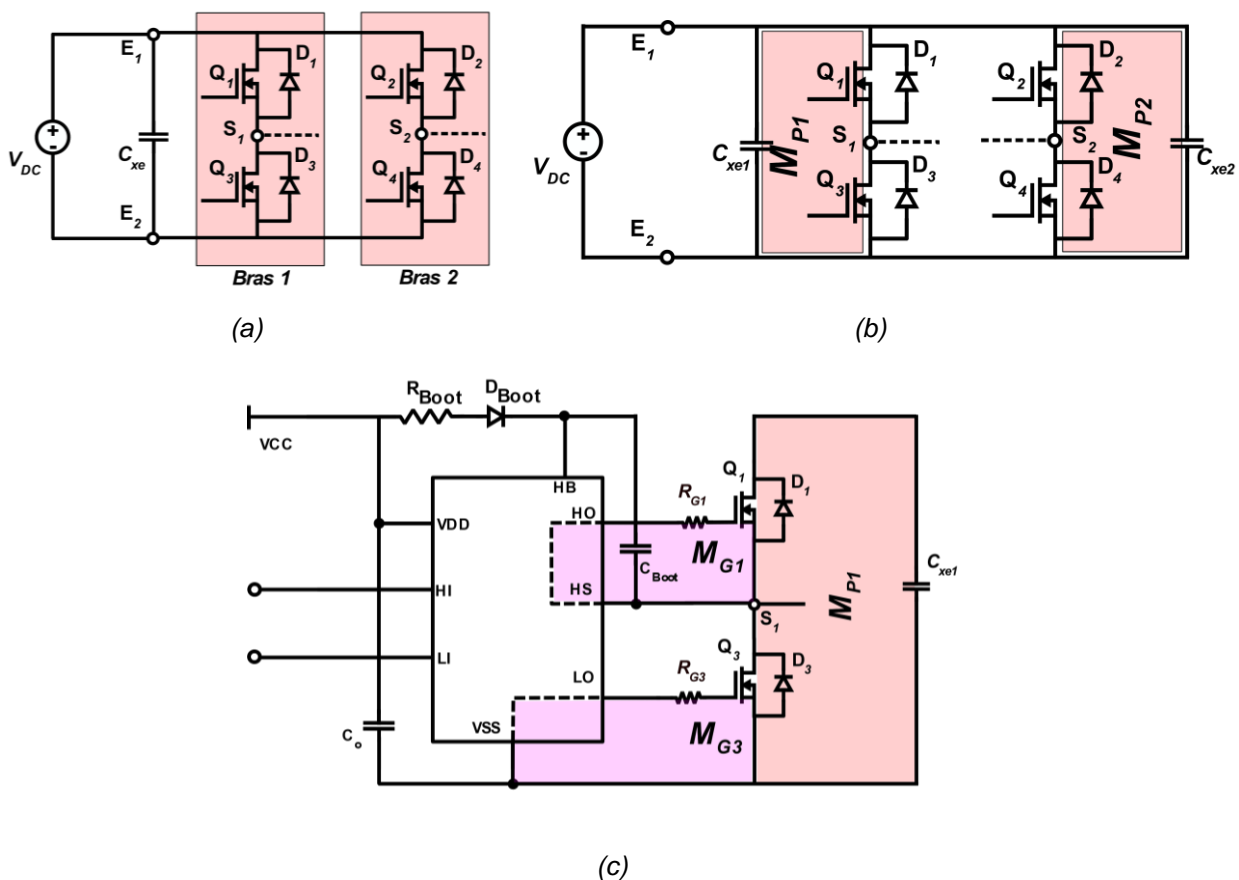 E1
Q1
D1
Q2
D2
VDC
Cxe
S1
S2
Q3
D3
Q4
D4
E2
Bras 1
Bras 2
(a)
E1
Q1
D1
Q2
D2
VDC
Cxe1
MP1
S1
S2
MP2
Cxe2
Q3
D3
Q4
D4
E2
(b)
RBoot
DBoot
VCC
HB
Q1
D1
RG1
HO
VDD
MG1
CBoot
Cxe1
HI
HS
S1
MP1
Q3
D3
RG3
LI
LO
VSS
MG3
Co
(c)